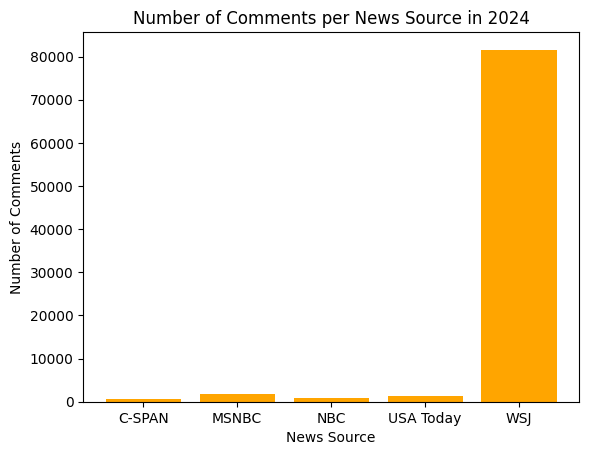 Number of Comments per News Source in 2024
Number of Comments
80000
70000
60000
50000
40000
30000
20000
10000
0
C-SPAN MSNBC NBC USA Today WSJ
News Source